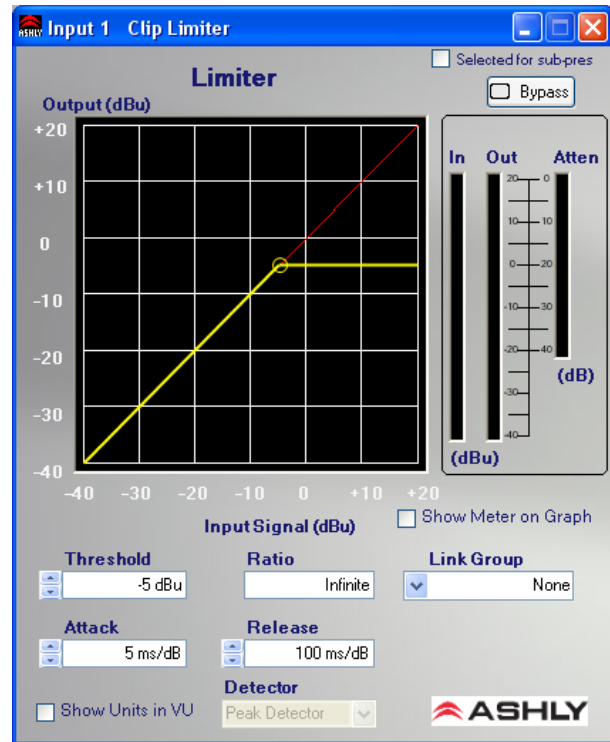 ASHLY Input 1 Clip Limiter
Selected for sub-pres
Limiter
Bypass
Output (dBu)
+20
+10
0
-10
-20
-30
-40
-40 -30 -20 -10 0 +10 +20
Input Signal (dBu)
In Out Atten
20 0
10 10
0 20
-10 30
-20 40
-30
-40
(dB)
(dBu)
Show Meter on Graph
Threshold Ratio Link Group
-5 dBu Infinite None
Attack Release
5 ms/dB 100 ms/dB
Detector
Show Units in VU Peak Detector ASHLY